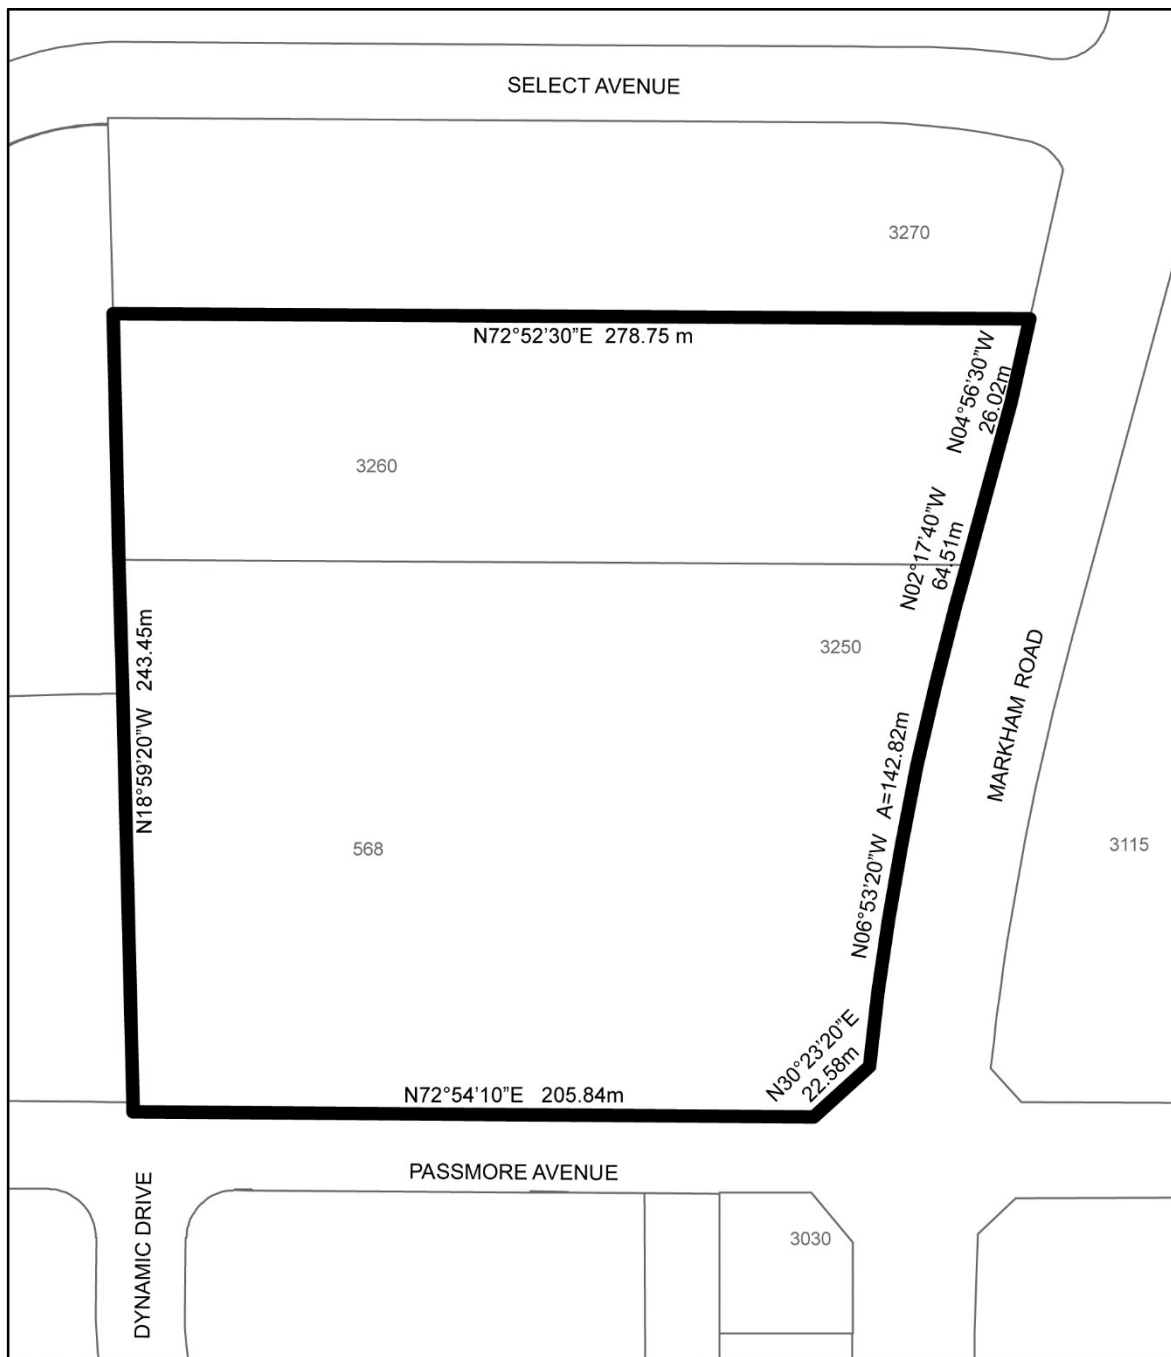 SELECT AVENUE
3270
N72°52'30”E 278.75 m
N04°56'30”W
26.02m
3260
N02°17'40”W
64.51m
N18°59'20”W 243.45m
3250
MARKHAM ROAD
N06°53'20”W A=142.82m
568
3115
N30°23'20”E
22.58m
N72°54'10”E 205.84m
PASSMORE AVENUE
DYNAMIC DRIVE
3030